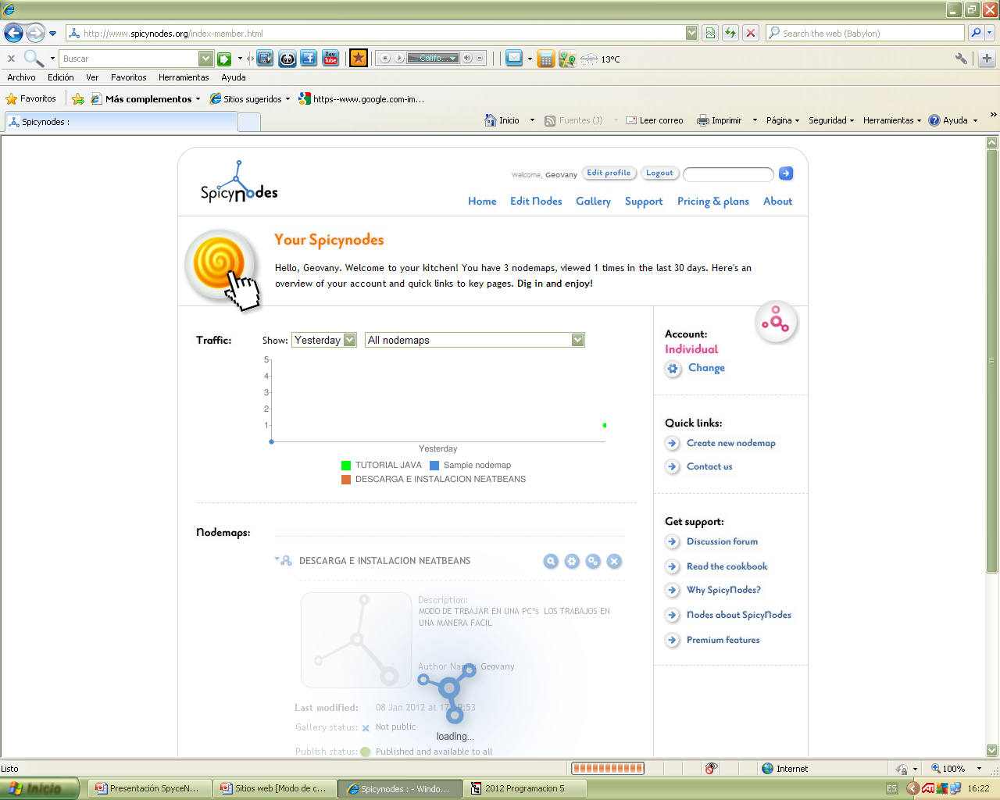 http://www.spicynodes.org/index-member.html
Search the web (Babylon)
Buscar
You Tube
Califo...
13°C
Archivo Edición Ver Favoritos Herramientas Ayuda
Favoritos Más complementos Sitios sugeridos https--www.google.com-im...
Spicynodes :
Inicio Fuentes (J) Leer correo Imprimir Página Seguridad Herramientas Ayuda »
Spicynodes
Welcome, Geovany Edit profile Logout
Home Edit Nodes Gallery Support Pricing & plans About
Your Spicynodes
Hello, Geovany. Welcome to your kitchen! You have 3 nodemaps, viewed 1 times in the last 30 days. Here's an
overview of your account and quick links to key pages. Dig in and enjoy!
Traffic: Show: Yesterday All nodemaps
5
4
3
2
1
Yesterday
TUTORIAL JAVA Sample nodemap
DESCARGA E INSTALACION NEATBEANS
Account:
Individual
Change
Quick links:
Create new nodemap
Contact us
Get support:
Discussion forum
Read the cookbook
Why SpicyNodes?
Nodes about SpicyNodes
Premium features
Nodemaps:
DESCARGA E INSTALACION NEATBEANS
Description:
MODO DE TRBAJAR EN UNA PC"s LOS TRABAJOS EN
UNA MANERA FACIL
Author Name: Geovany
Last modified: 08 Jan 2012 at
Gallery status: Not public
loading...
Publish status: Published and available to all
Listo Internet 100%
Inicio Presentación SpyceN... Sitios web [Modo de c... Spicynodes : - Windo... 2012 Programacion 5 ES 16:22